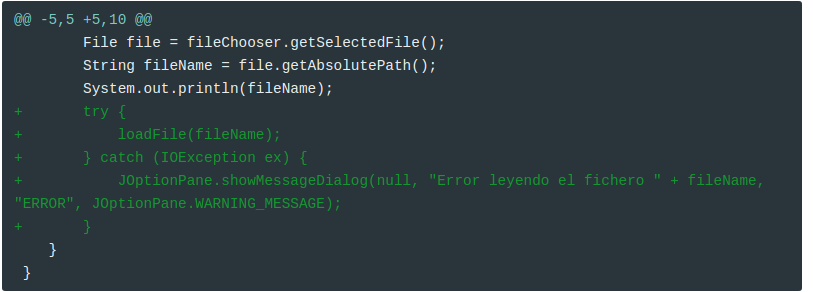 @@ -5,5 +5,10 @@
        File file = fileChooser.getSelectedFile();
        String fileName = file.getAbsolutePath();
        System.out.println(fileName);
+       try {
+           loadFile(fileName);
+       } catch (IOException ex) {
+           JOptionPane.showMessageDialog(null, "Error leyendo el fichero " + fileName,
"ERROR", JOptionPane.WARNING_MESSAGE);
+       }
    }
 }